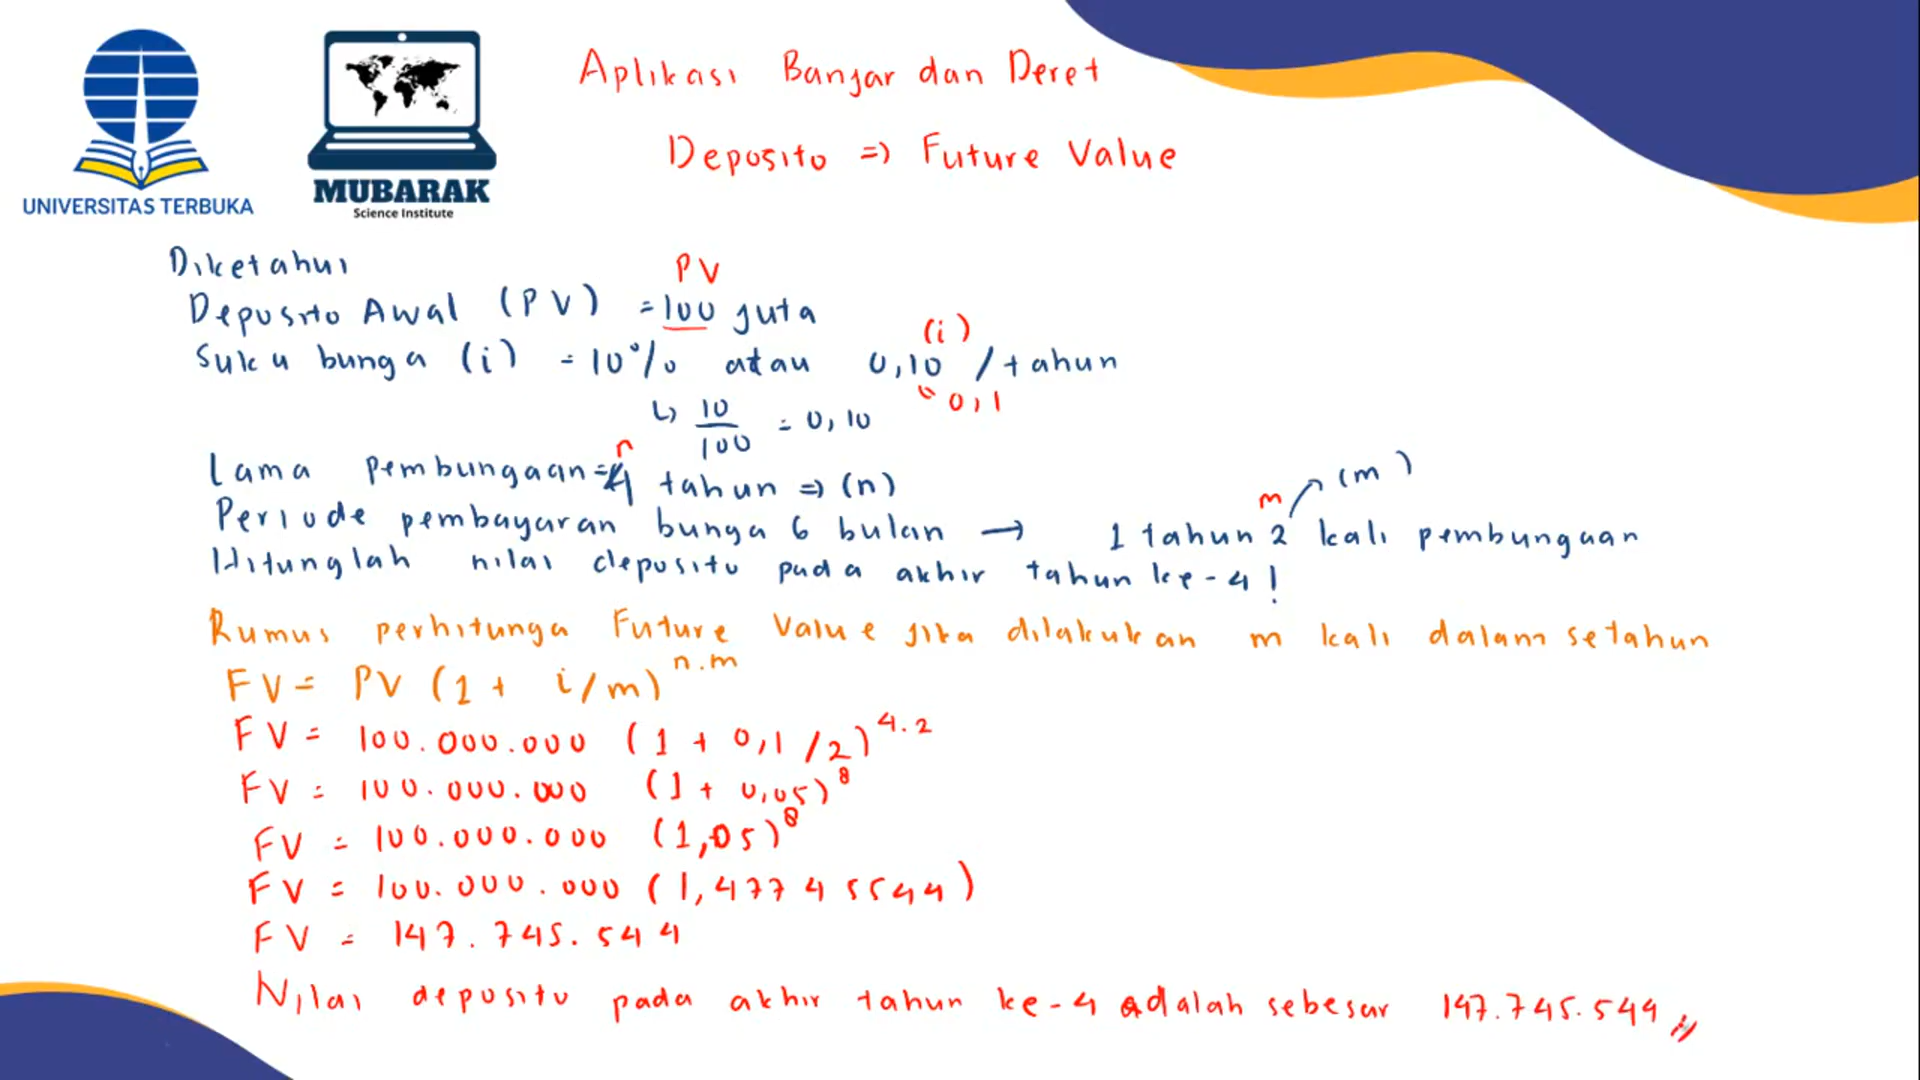 UNIVERSITAS TERBUKA
MUBARAK
Science Institute
Aplikasi Banjar dan Deret
Deposito => Future Value
Diketahui
PV
Deposito Awal (PV) = 100 juta
(i)
Suku bunga (i) = 10% atau 0,10 /tahun
0,1
↳ 10/100 = 0,10
n
Lama pembungaan = 4 tahun => (n)
m (m)
Periode pembayaran bunga 6 bulan → 1 tahun 2 kali pembungaan
Hitunglah nilai deposito pada akhir tahun ke-4!
Rumus perhitunga Future Value jika dilakukan m kali dalam setahun
FV = PV (1 + i/m)^n.m
FV = 100.000.000 (1 + 0,1 /2)^4.2
FV = 100.000.000 (1 + 0,05)^8
FV = 100.000.000 (1,05)^8
FV = 100.000.000 (1,47745544)
FV = 147.745.544
Nilai deposito pada akhir tahun ke-4 adalah sebesar 147.745.544 //